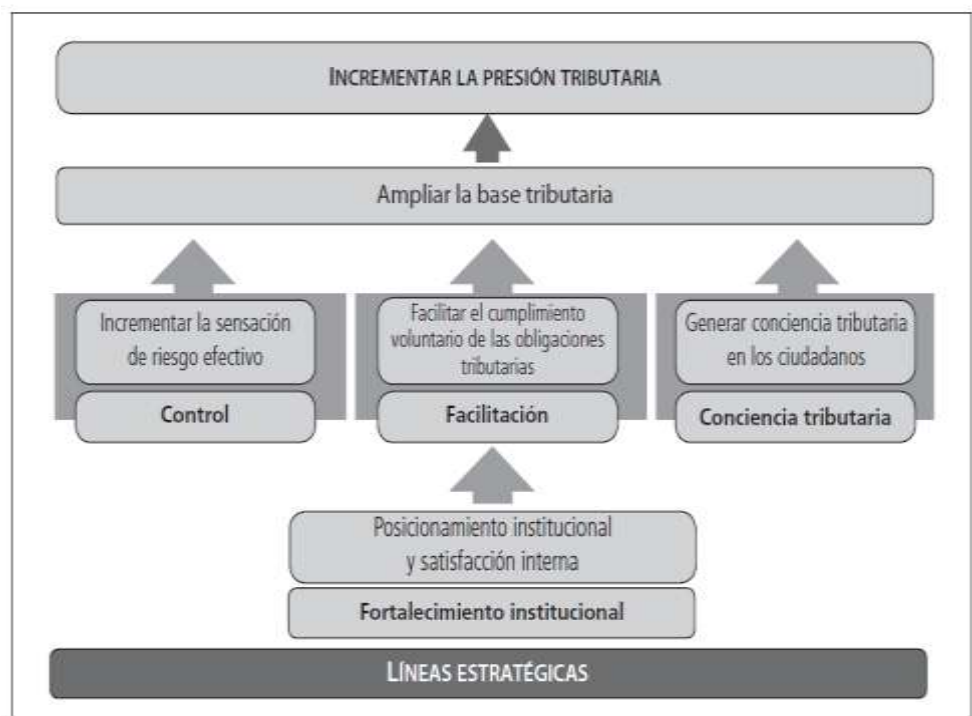 INCREMENTAR LA PRESIÓN TRIBUTARIA
Ampliar la base tributaria
Incrementar la sensación
de riesgo efectivo
Control
Facilitar el cumplimiento
voluntario de las obligaciones
tributarias
Facilitación
Generar conciencia tributaria
en los ciudadanos
Conciencia tributaria
Posicionamiento institucional
y satisfacción interna
Fortalecimiento institucional
LÍNEAS ESTRATÉGICAS